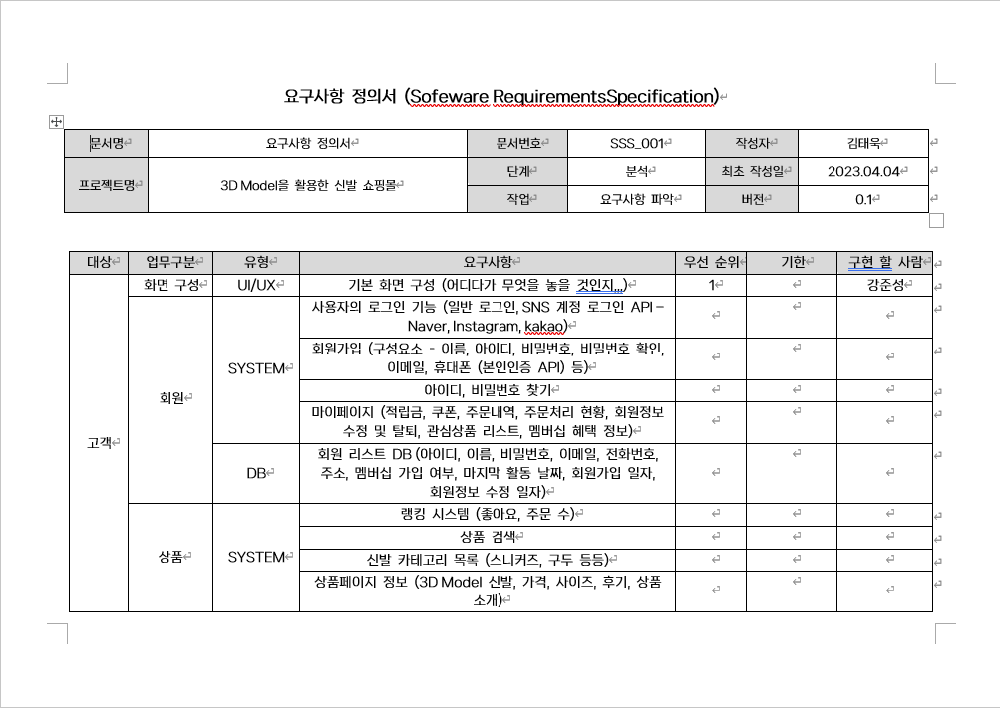 요구사항 정의서 (Sofeware RequirementsSpecification)
문서명 요구사항 정의서 문서번호 SSS_001 작성자 김태욱
프로젝트명 3D Model을 활용한 신발 쇼핑몰 단계 분석 최초 작성일 2023.04.04
작업 요구사항 파악 버전 0.1
대상 업무구분 유형 요구사항 우선 순위 기한 구현 할 사람
고객
화면 구성 UI/UX 기본 화면 구성 (어디다가 무엇을 놓을 것인지,,,) 1 강준성
회원
SYSTEM
사용자의 로그인 기능 (일반 로그인, SNS 계정 로그인 API –
Naver, Instagram, kakao)
회원가입 (구성요소 - 이름, 아이디, 비밀번호, 비밀번호 확인,
이메일, 휴대폰 (본인인증 API) 등)
아이디, 비밀번호 찾기
마이페이지 (적립금, 쿠폰, 주문내역, 주문처리 현황, 회원정보
수정 및 탈퇴, 관심상품 리스트, 멤버십 혜택 정보)
DB
회원 리스트 DB (아이디, 이름, 비밀번호, 이메일, 전화번호,
주소, 멤버십 가입 여부, 마지막 활동 날짜, 회원가입 일자,
회원정보 수정 일자)
상품
SYSTEM
랭킹 시스템 (좋아요, 주문 수)
상품 검색
신발 카테고리 목록 (스니커즈, 구두 등등)
상품페이지 정보 (3D Model 신발, 가격, 사이즈, 후기, 상품
소개)